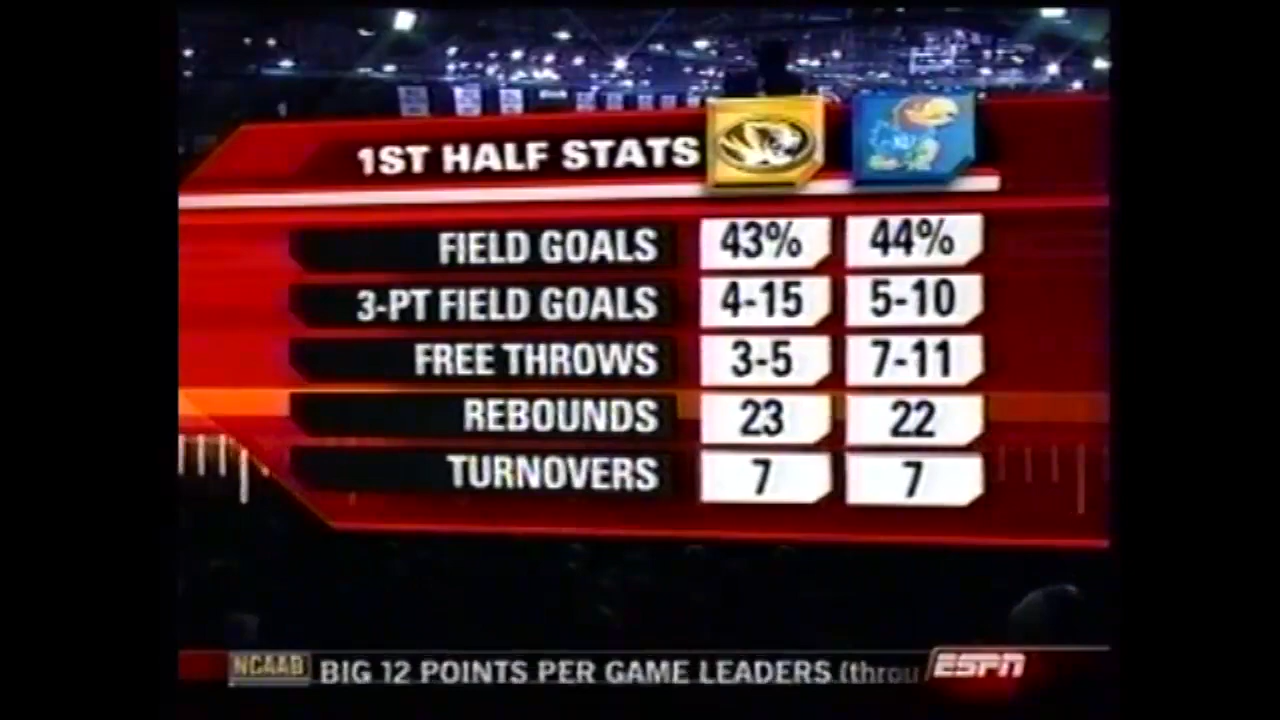 1ST HALF STATS
FIELD GOALS 43% 44%
3-PT FIELD GOALS 4-15 5-10
FREE THROWS 3-5 7-11
REBOUNDS 23 22
TURNOVERS 7 7
NCAAB BIG 12 POINTS PER GAME LEADERS (throu ESPN